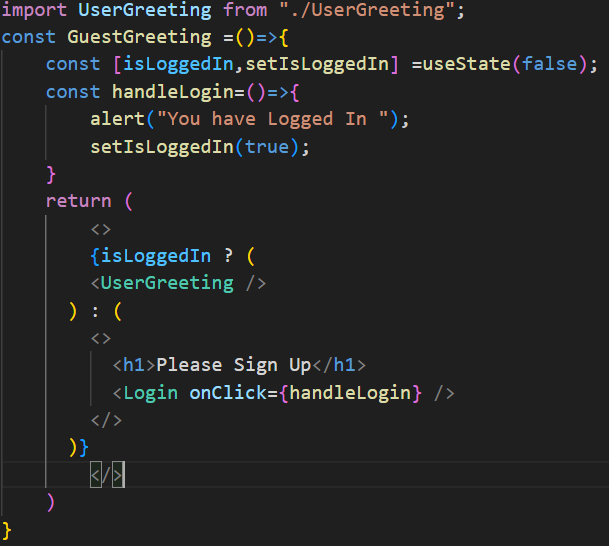 import UserGreeting from "./UserGreeting";
const GuestGreeting =()=>{
    const [isLoggedIn,setIsLoggedIn] =useState(false);
    const handleLogin=()=>{
        alert("You have Logged In ");
        setIsLoggedIn(true);
    }
    return (
        <>
        {isLoggedIn ? (
        <UserGreeting />
      ) : (
        <>
          <h1>Please Sign Up</h1>
          <Login onClick={handleLogin} />
        </>
      )}
        </>
    )
}